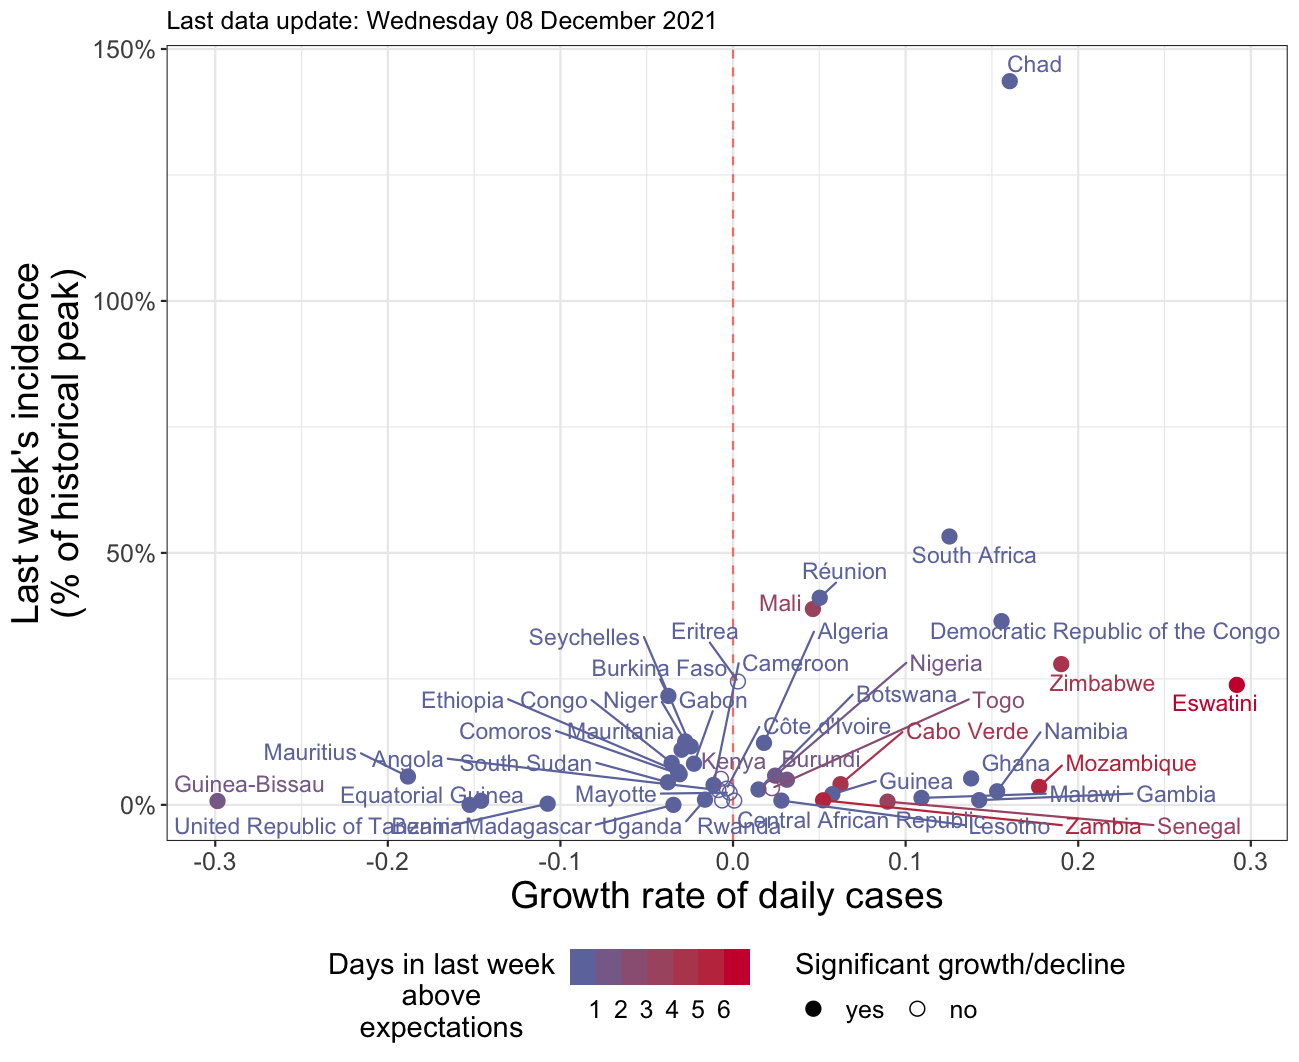 Last data update: Wednesday 08 December 2021
Last week's incidence
(% of historical peak)
150%
100%
50%
0%
Chad
South Africa
Réunion
Mali
Democratic Republic of the Congo
Seychelles
Eritrea
Algeria
Burkina Faso
Cameroon
Nigeria
Zimbabwe
Eswatini
Ethiopia
Congo
Niger
Gabon
Botswana
Togo
Comoros
Mauritania
Côte d'Ivoire
Cabo Verde
Namibia
Mauritius
Angola
South Sudan
Kenya
Burundi
Ghana
Mozambique
Guinea-Bissau
Equatorial Guinea
Mayotte
Guinea
Malawi
Gambia
United Republic of Tanzania
Benin
Madagascar
Uganda
Rwanda
Central African Republic
Lesotho
Zambia
Senegal
-0.3
-0.2
-0.1
0.0
0.1
0.2
0.3
Growth rate of daily cases
Days in last week
above
expectations
1 2 3 4 5 6
Significant growth/decline
yes
no